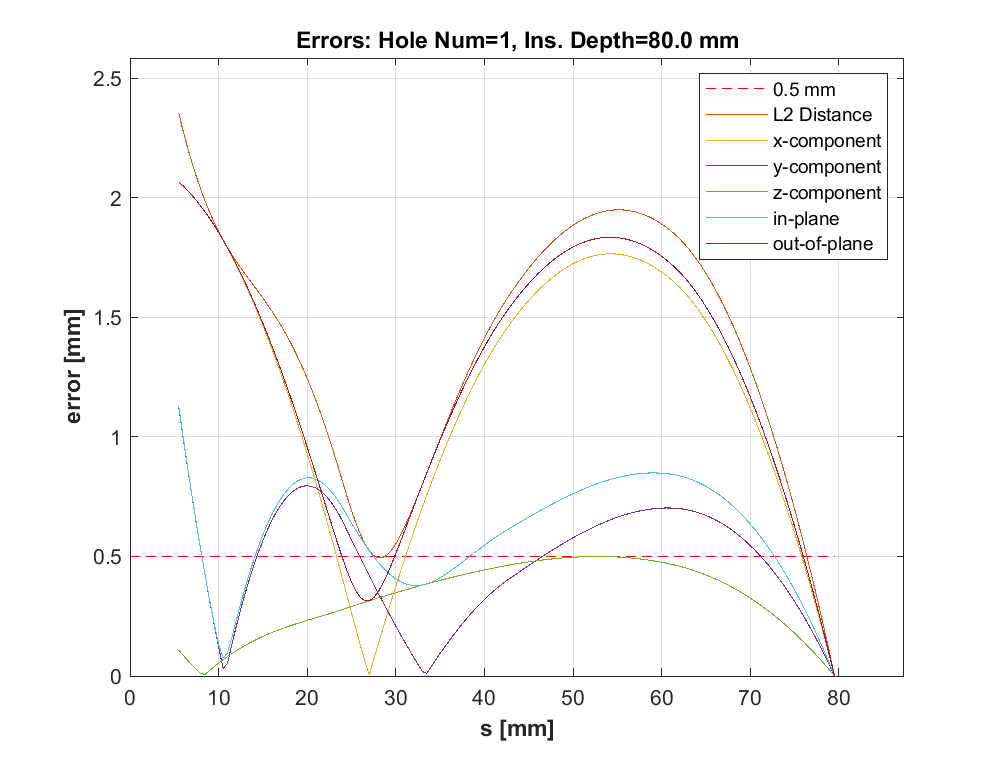 Errors: Hole Num=1, Ins. Depth=80.0 mm
2.5
2
1.5
1
0.5
0
error [mm]
0.5 mm
L2 Distance
x-component
y-component
z-component
in-plane
out-of-plane
0 10 20 30 40 50 60 70 80
s [mm]